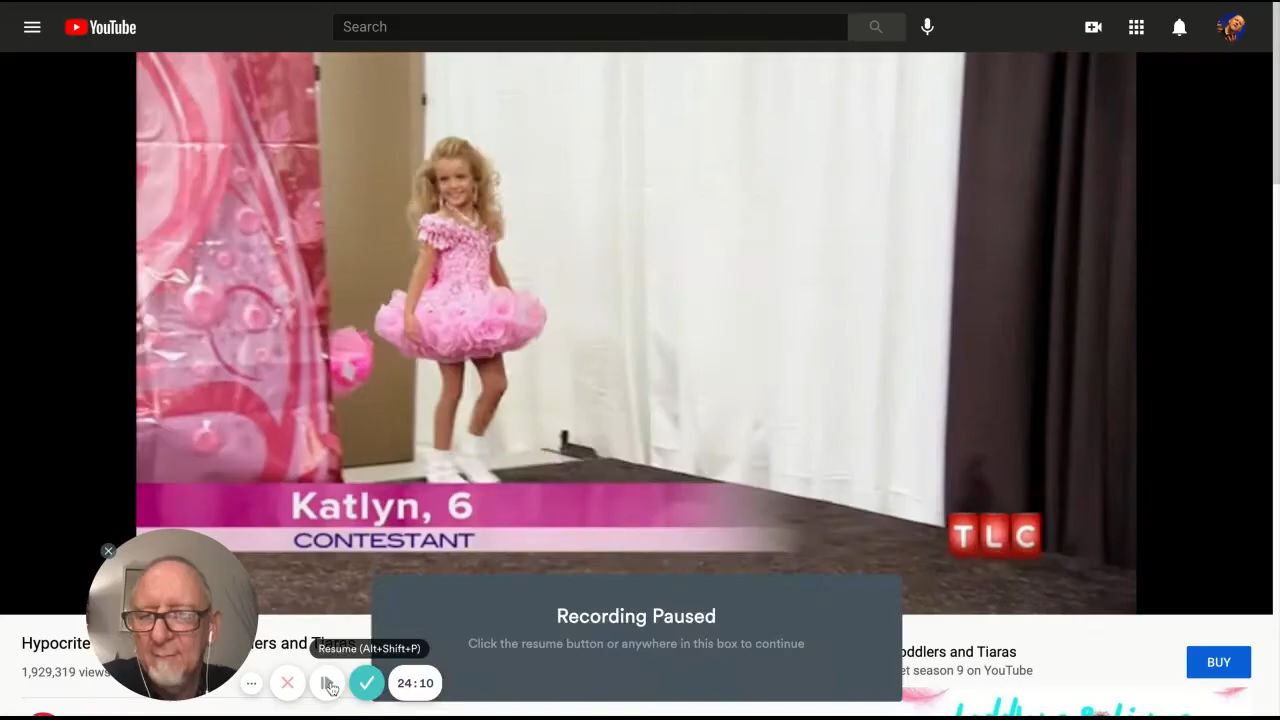 YouTube
Search
Katlyn, 6
CONTESTANT
TLC
Recording Paused
Click the resume button or anywhere in this box to continue
Hypocrite
ddlers and Tiaras
Resume (Alt+Shift+P)
1,929,319 views
24:10
oddlers and Tiaras
et season 9 on YouTube
BUY